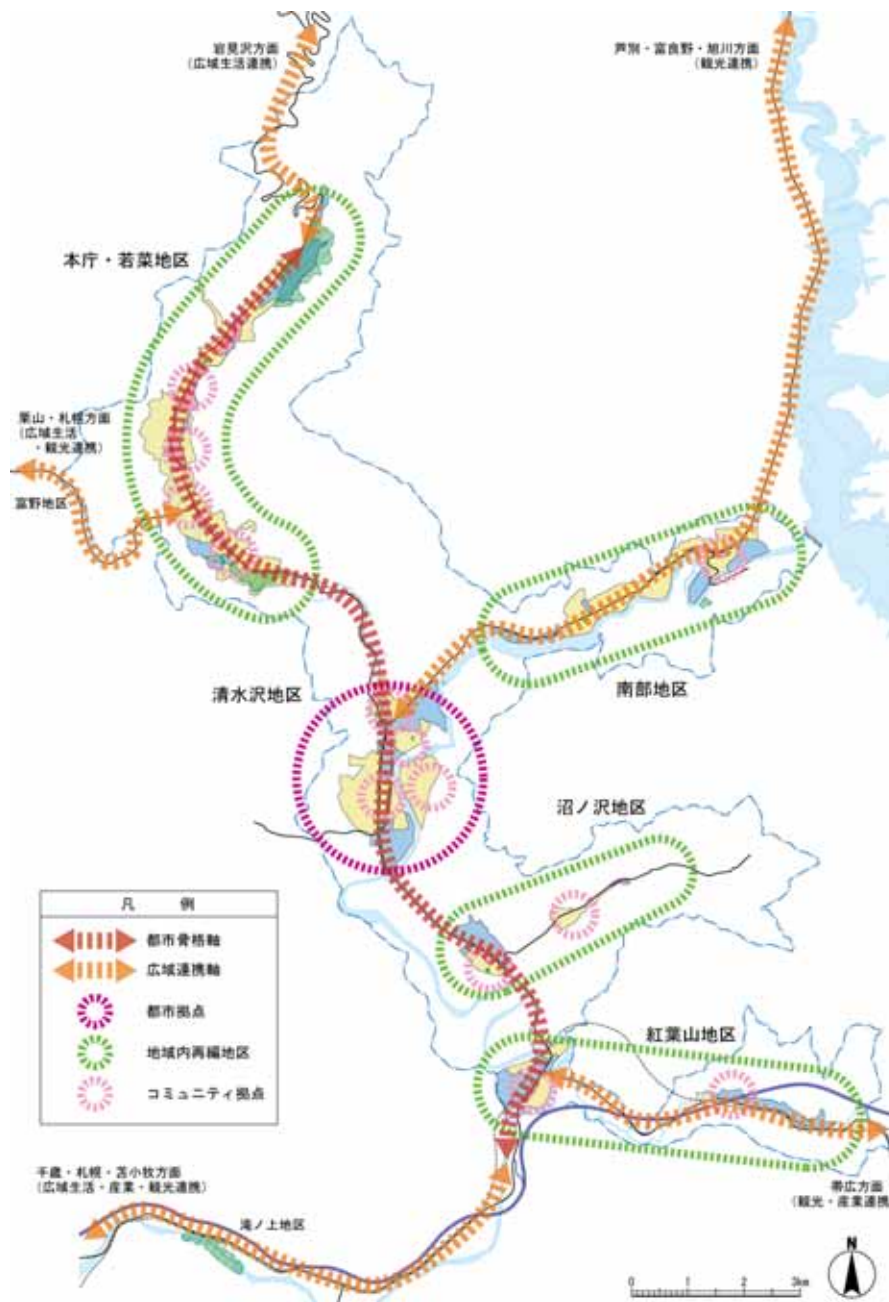 岩見沢方面
(広域生活連携)
芦別・富良野・旭川方面
(観光連携)
本庁・若菜地区
栗山・札幌方面
(広域生活
・観光連携)
富野地区
清水沢地区
南部地区
沼ノ沢地区
凡 例
都市骨格軸
広域連携軸
都市拠点
地域内再編地区
コミュニティ拠点
紅葉山地区
千歳・札幌・苫小牧方面
(広域生活・産業・観光連携)
滝ノ上地区
帯広方面
(観光・産業連携
N
0 1 2 3km